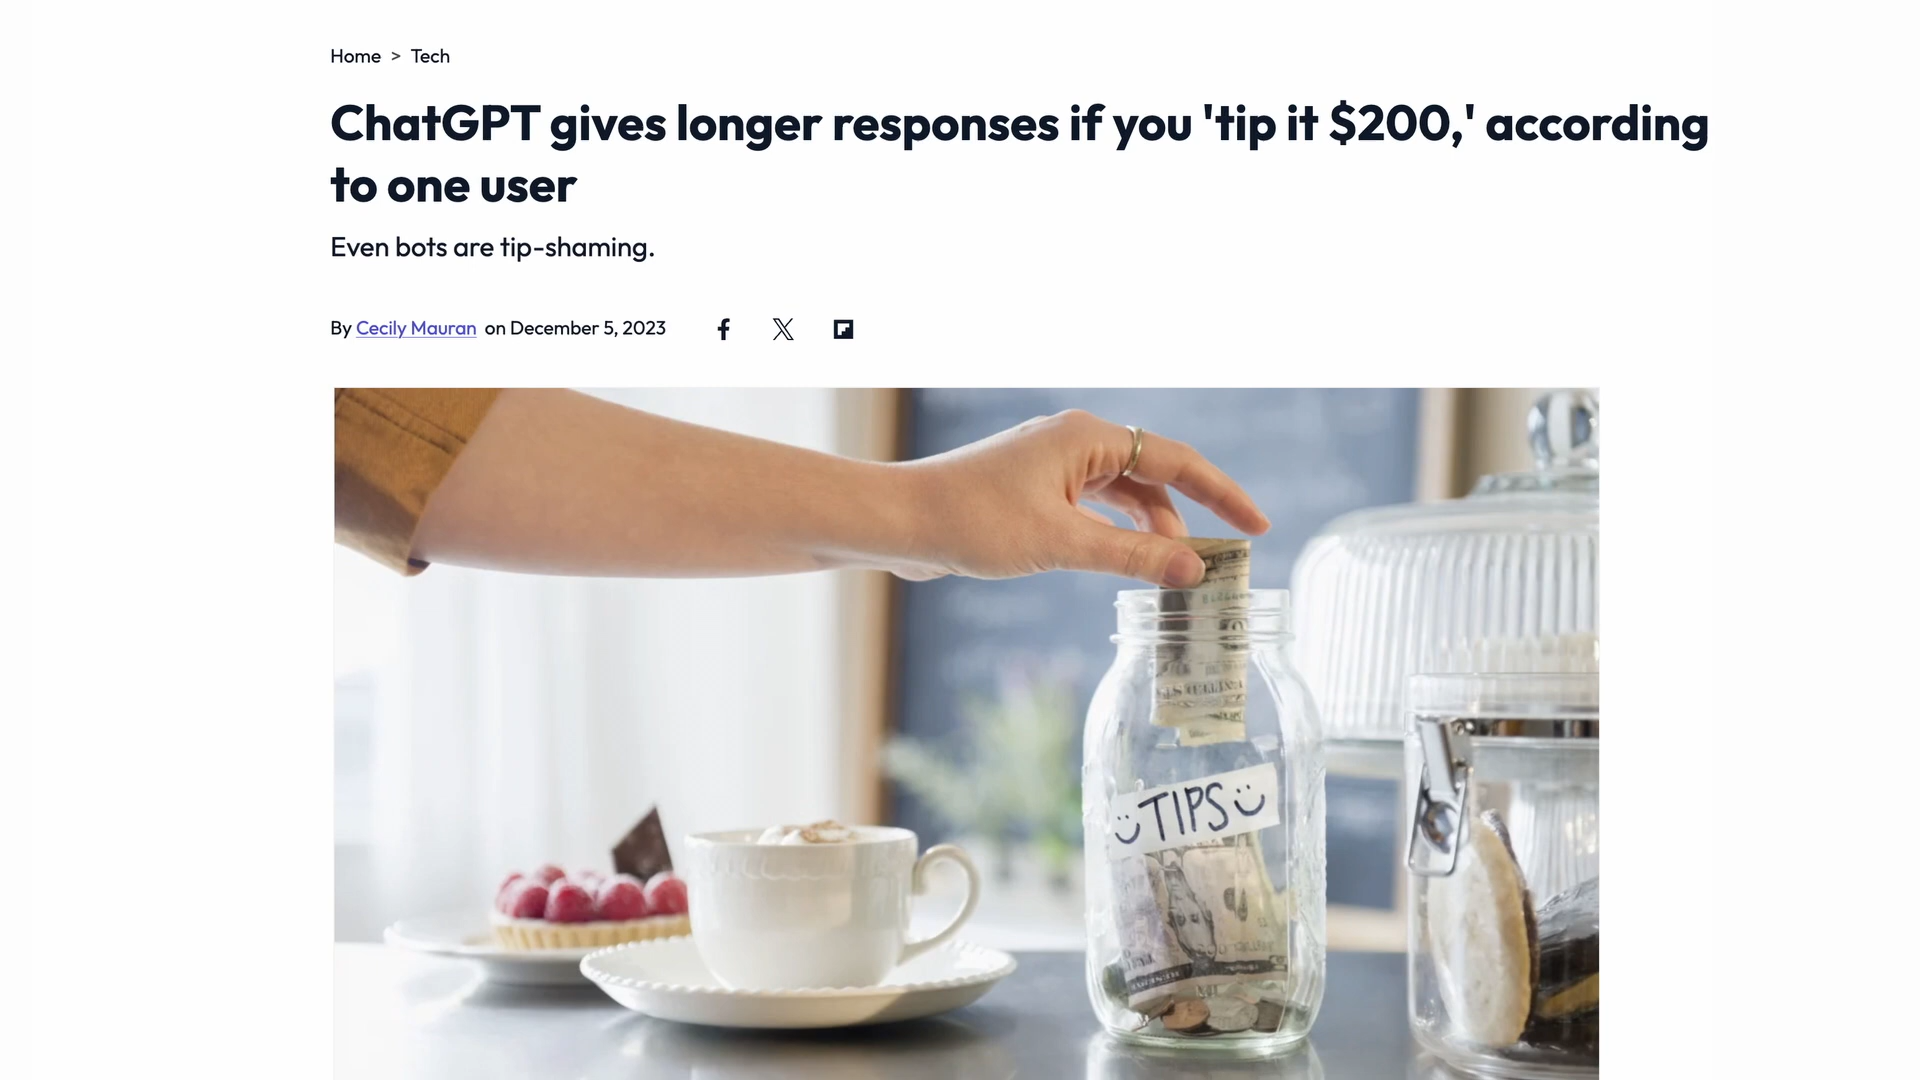 Home > Tech
ChatGPT gives longer responses if you 'tip it $200,' according
to one user
Even bots are tip-shaming.
By Cecily Mauran on December 5, 2023
TIPS